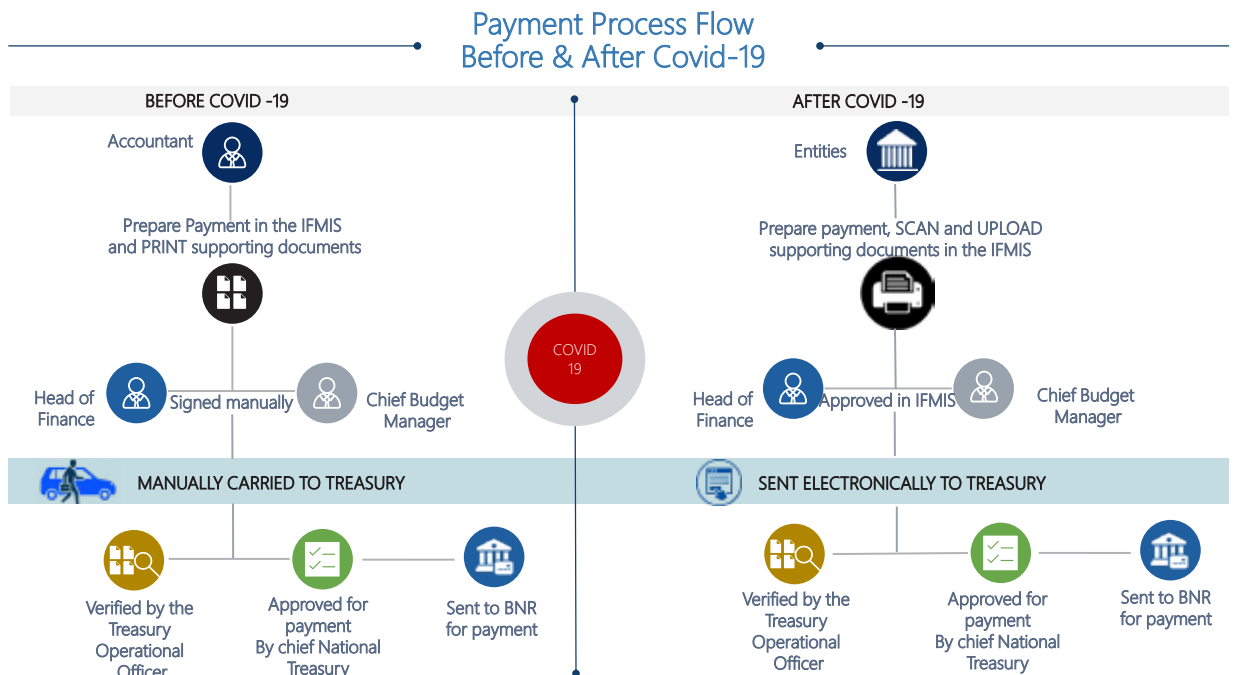 Payment Process Flow
Before & After Covid-19
BEFORE COVID -19
Accountant
Prepare Payment in the IFMIS
and PRINT supporting documents
Head of
Finance
Signed manually
Chief Budget
Manager
MANUALLY CARRIED TO TREASURY
Verified by the
Treasury
Operational
Officer
Approved for
payment
By chief National
Treasury
Sent to BNR
for payment
COVID
19
AFTER COVID -19
Entities
Prepare payment, SCAN and UPLOAD
supporting documents in the IFMIS
Head of
Finance
Approved in IFMIS
Chief Budget
Manager
SENT ELECTRONICALLY TO TREASURY
Verified by the
Treasury
Operational
Officer
Approved for
payment
By chief National
Treasury
Sent to BNR
for payment